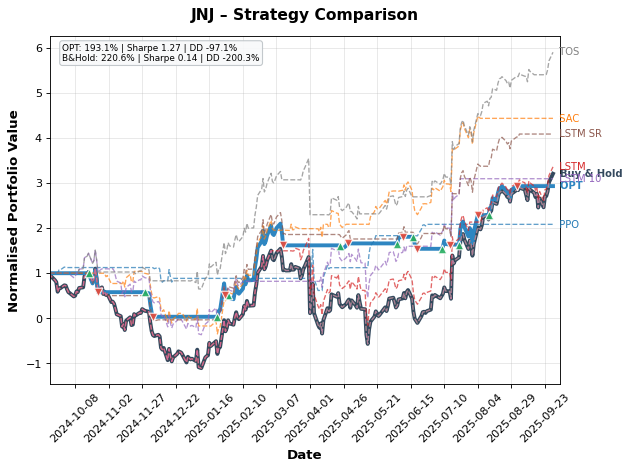 JNJ – Strategy Comparison
OPT: 193.1% | Sharpe 1.27 | DD -97.1%
B&Hold: 220.6% | Sharpe 0.14 | DD -200.3%
Normalised Portfolio Value
6
5
4
3
2
1
0
−1
TOS
SAC
LSTM SR
LSTM
Buy & Hold
OPT
PPO
2024-10-08
2024-11-02
2024-11-27
2024-12-22
2025-01-16
2025-02-10
2025-03-07
2025-04-01
2025-04-26
2025-05-21
2025-06-15
2025-07-10
2025-08-04
2025-08-29
2025-09-23
Date